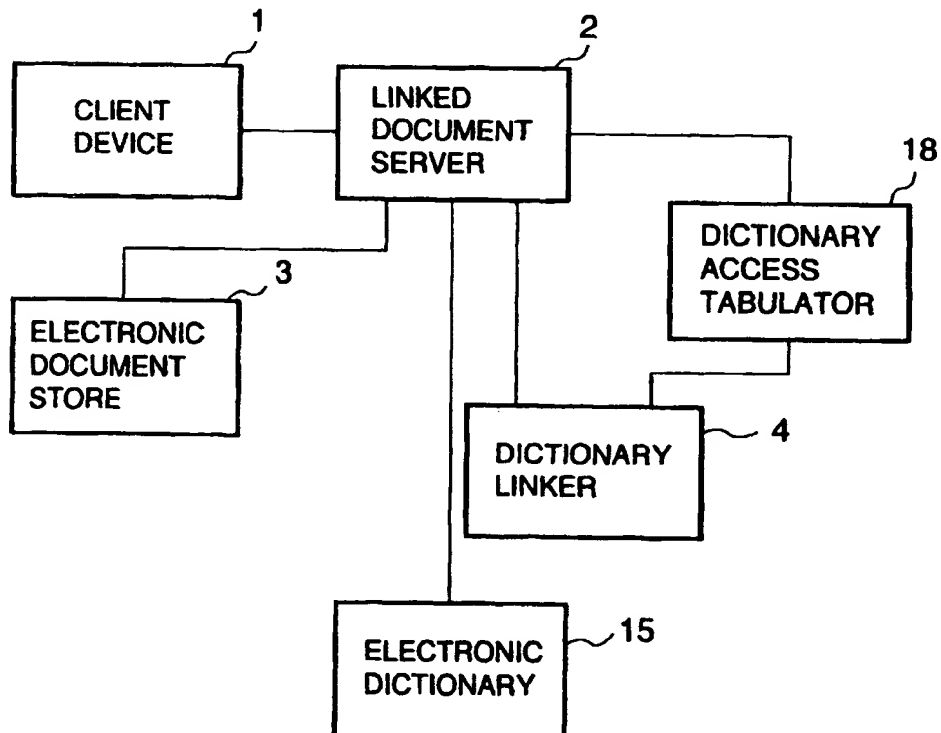 1
CLIENT
DEVICE
2
LINKED
DOCUMENT
SERVER
18
DICTIONARY
ACCESS
TABULATOR
3
ELECTRONIC
DOCUMENT
STORE
4
DICTIONARY
LINKER
15
ELECTRONIC
DICTIONARY